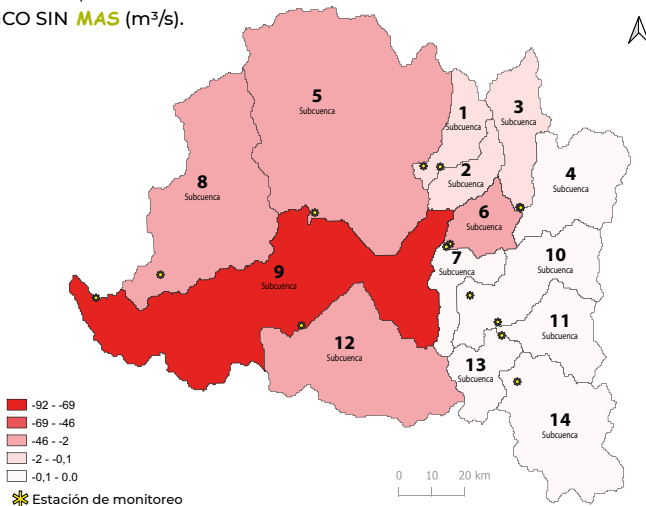 ICO SIN MAS (m³/s).
5
Subcuenca
1
Subcuenca
3
Subcuenca
2
Subcuenca
4
Subcuenca
8
Subcuenca
6
Subcuenca
7
Subcuenca
10
Subcuenca
9
Subcuenca
11
Subcuenca
12
Subcuenca
13
Subcuenca
14
Subcuenca
-92 - -69
-69 - -46
-46 - -2
-2 - -0,1
-0,1 - 0.0
Estación de monitoreo
0 10 20 km